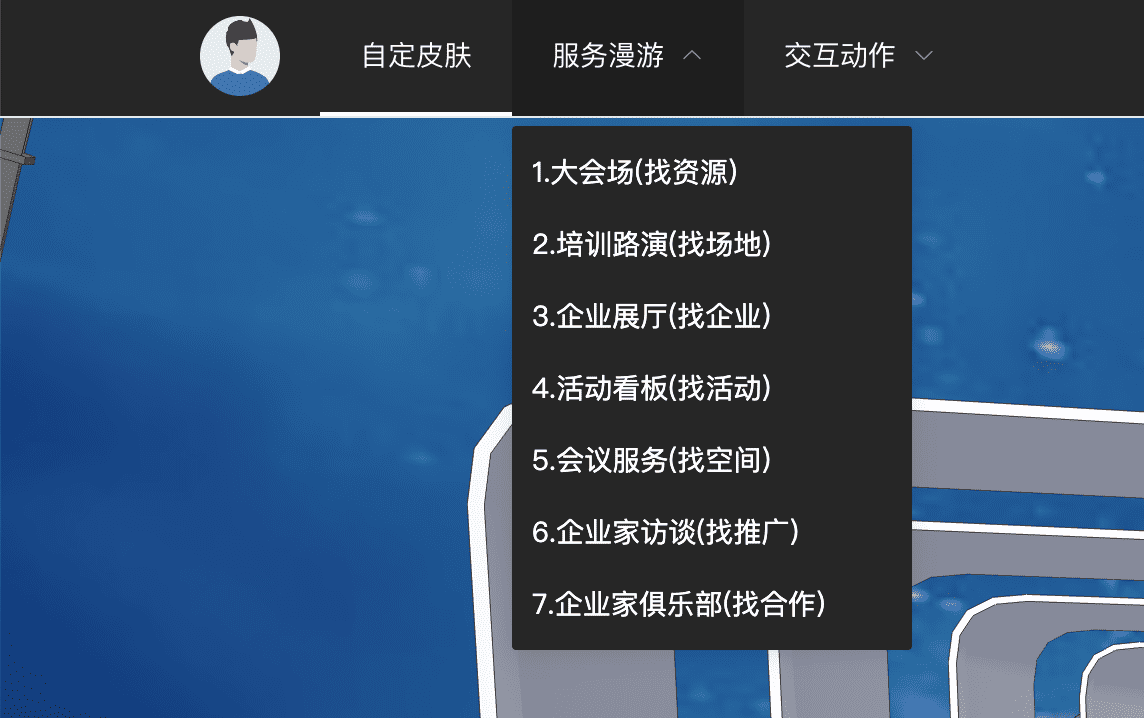 自定皮肤
服务漫游
交互动作
1.大会场(找资源)
2.培训路演(找场地)
3.企业展厅(找企业)
4.活动看板(找活动)
5.会议服务(找空间)
6.企业家访谈(找推广)
7.企业家俱乐部(找合作)